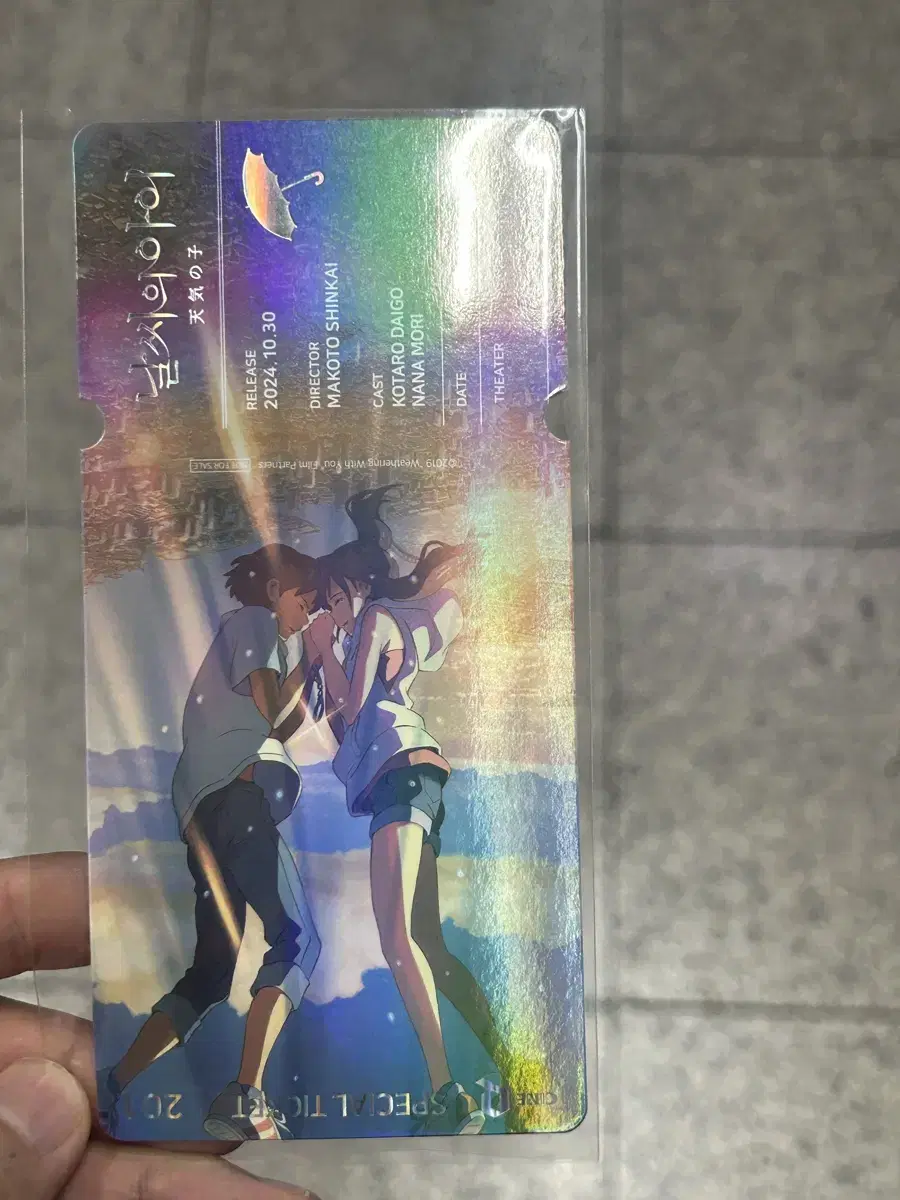 날씨의 아이
天気の子
RELEASE
2024.10.30
DIRECTOR
MAKOTO SHINKAI
CAST
KOTARO DAIGO
NANA MORI
DATE
THEATER
©2019 "Weathering With You" Film Partners NOT FOR SALE
SPECIAL TICKET